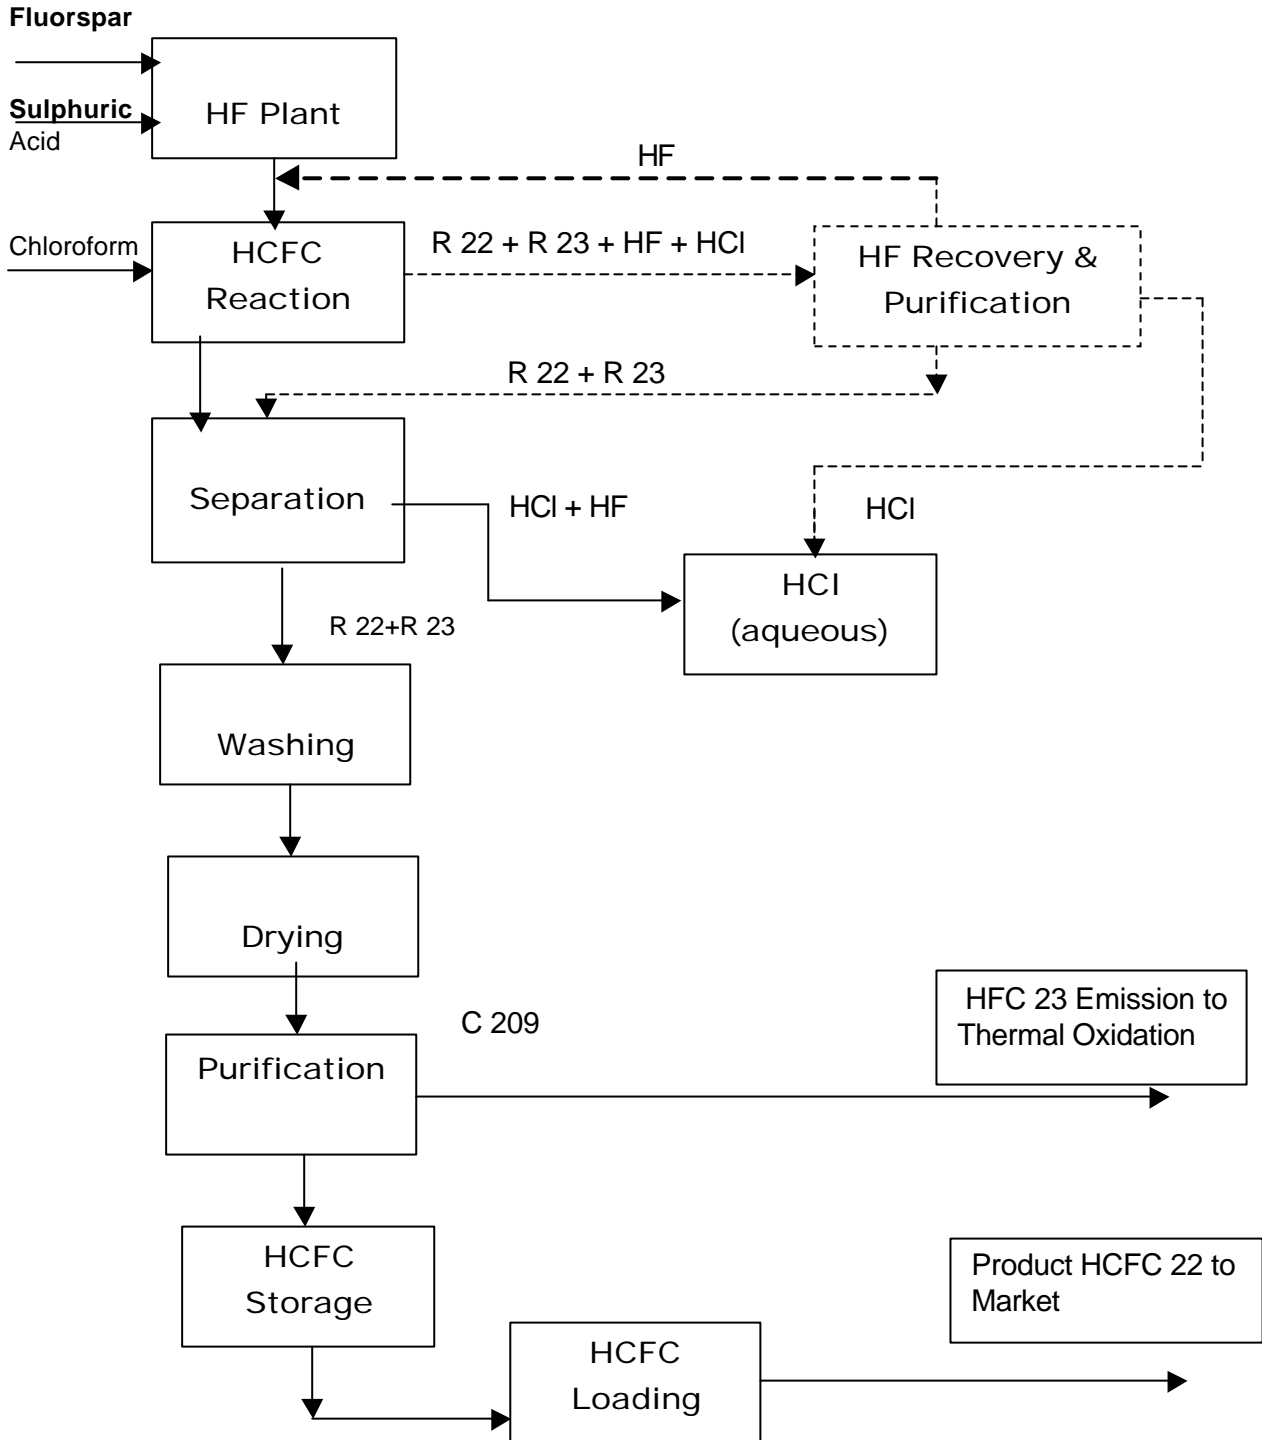 Fluorspar
Sulphuric
Acid
HF Plant
HF
Chloroform
HCFC
Reaction
R 22 + R 23 + HF + HCl
HF Recovery &
Purification
R 22 + R 23
Separation
HCl + HF
HCl
HCl
(aqueous)
R 22+R 23
Washing
Drying
C 209
Purification
HFC 23 Emission to
Thermal Oxidation
HCFC
Storage
Product HCFC 22 to
Market
HCFC
Loading